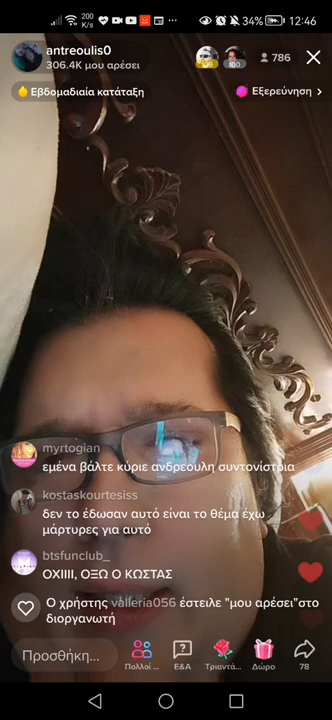 200 K/s 34% 12:46
antreoulis0
306.4K μου αρέσει
786
Εβδομαδιαία κατάταξη
Εξερεύνηση
myrtogian
εμένα βάλτε κύριε ανδρεουλη συντονίστρια
kostaskourtesiss
δεν το έδωσαν αυτό είναι το θέμα έχω
μάρτυρες για αυτό
btsfunclub_
ΟΧΙΙΙΙ, ΟΞΩ Ο ΚΩΣΤΑΣ
Ο χρήστης valleria056 έστειλε "μου αρέσει"στο
διοργανωτή
Προσθήκη...
Πολλοί ...
Ε&Α
Τριαντά...
Δώρο
78